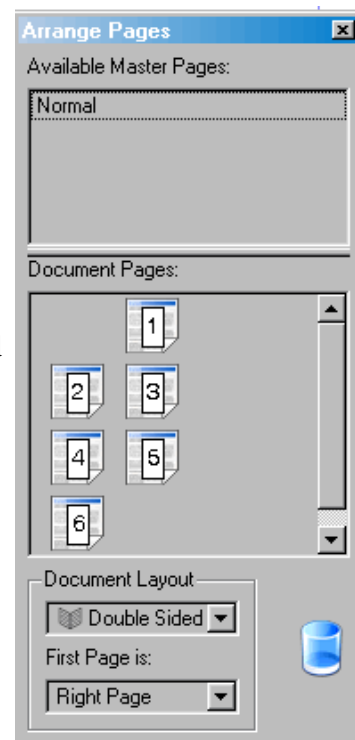 Arrange Pages
Available Master Pages:
Normal
Document Pages:
1
2 3
4 5
6
Document Layout
Double Sided
First Page is:
Right Page